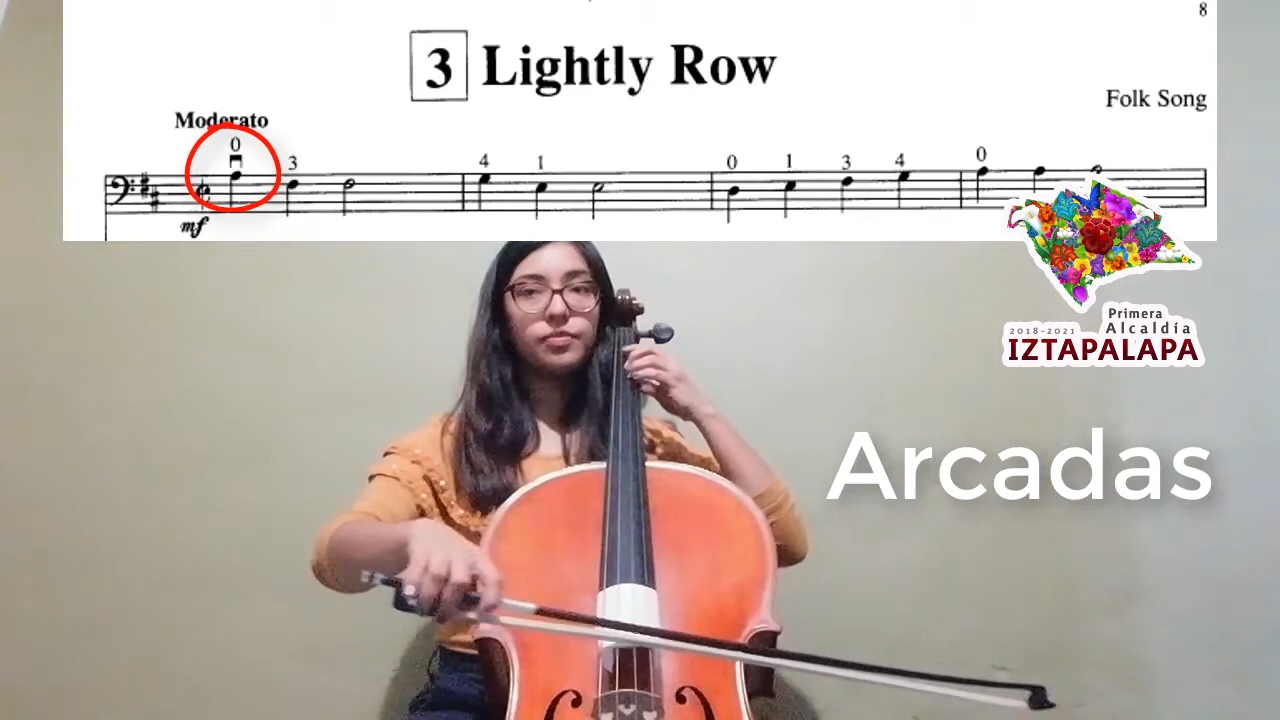 8
3 Lightly Row
Folk Song
Moderato
0
3
4 1
0 1 3 4
0
mf
2018-2021
Primera
Alcaldía
IZTAPALAPA
Arcadas